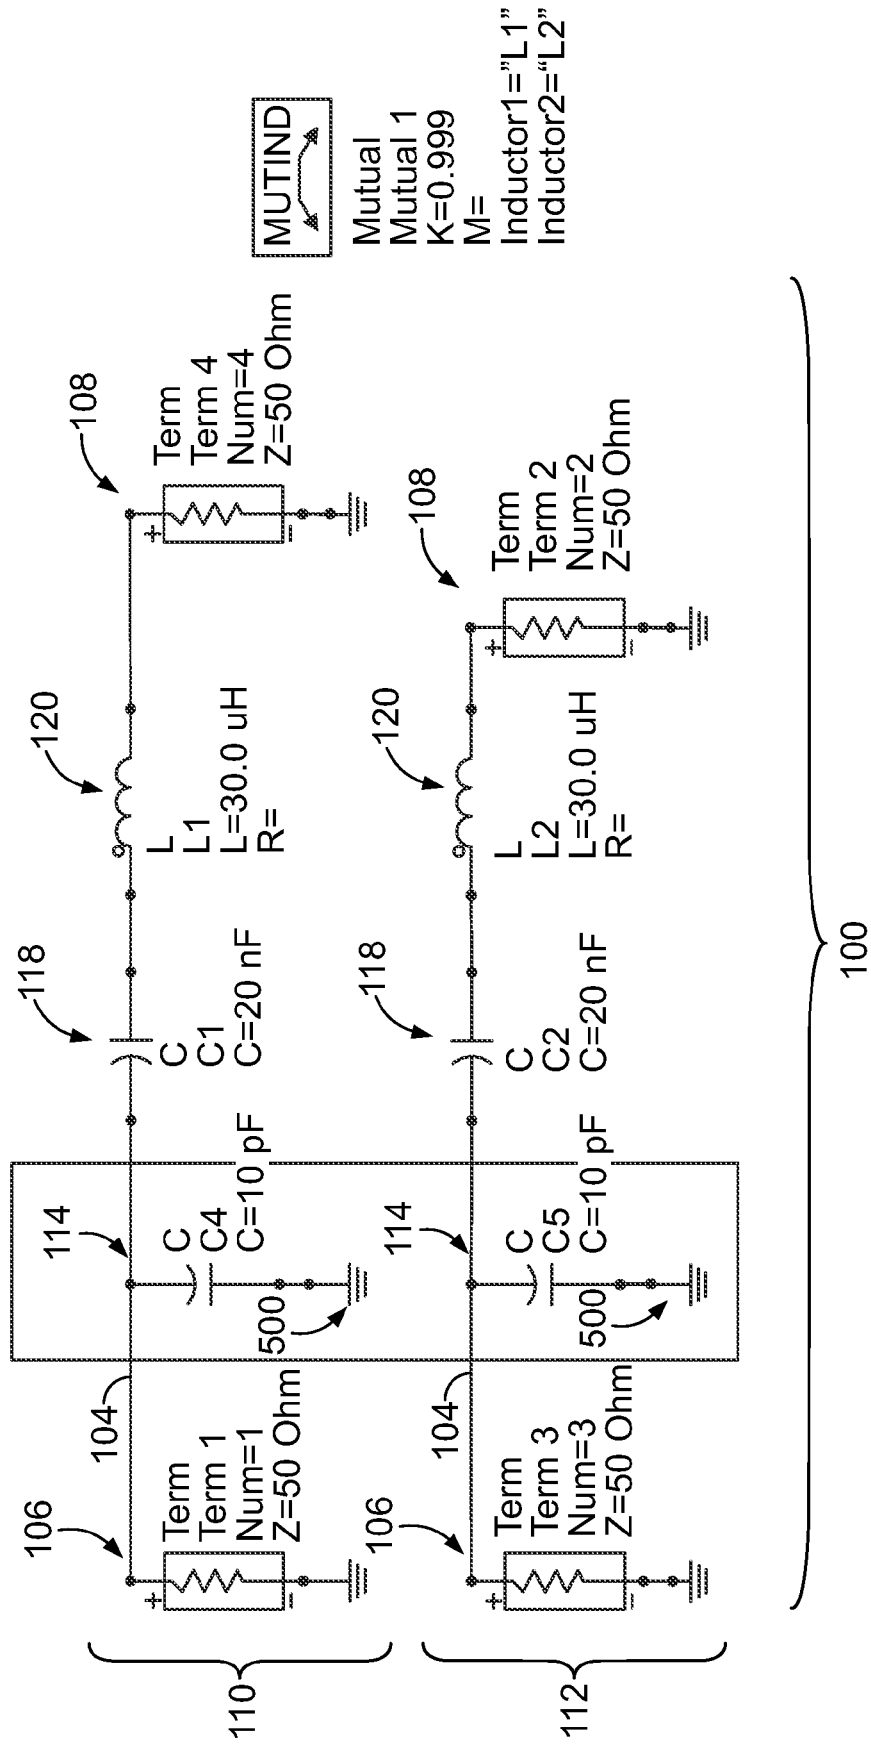 110
106
Term
Term 1
Num=1
Z=50 Ohm
+
-
104
114
C
C4
C=10 pF
500
118
C
C1
C=20 nF
120
L
L1
L=30.0 uH
R=
108
Term
Term 4
Num=4
Z=50 Ohm
+
-
MUTIND
Mutual
Mutual 1
K=0.999
M=
Inductor1=”L1”
Inductor2=“L2”
112
106
Term
Term 3
Num=3
Z=50 Ohm
+
-
104
114
C
C5
C=10 pF
500
118
C
C2
C=20 nF
120
L
L2
L=30.0 uH
R=
108
Term
Term 2
Num=2
Z=50 Ohm
+
-
100